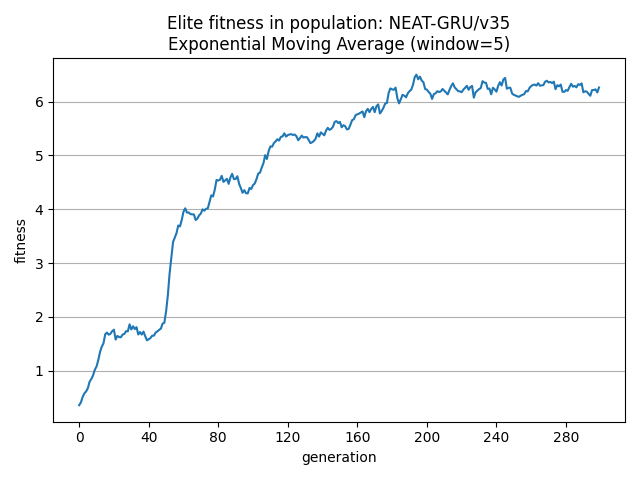 Elite fitness in population: NEAT-GRU/v35
Exponential Moving Average (window=5)
fitness
6
5
4
3
2
1
0 40 80 120 160 200 240 280
generation